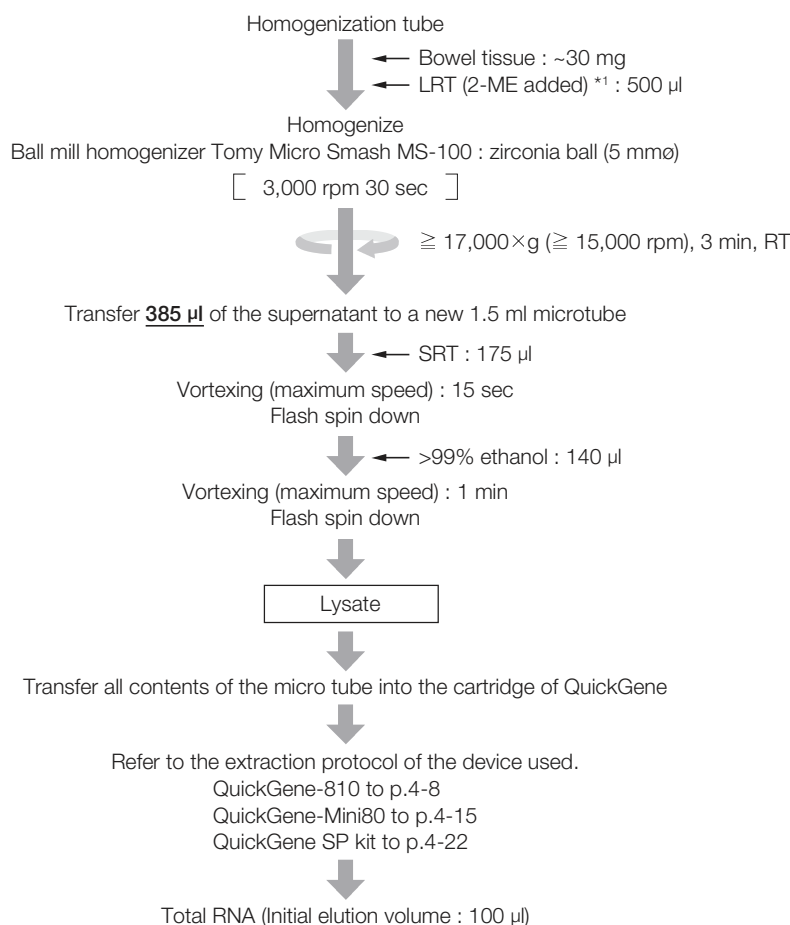 Homogenization tube
Bowel tissue : ~30 mg
LRT (2-ME added) *1 : 500 µl
Homogenize
Ball mill homogenizer Tomy Micro Smash MS-100 : zirconia ball (5 mmø)
[ 3,000 rpm 30 sec ]
≧ 17,000×g (≧ 15,000 rpm), 3 min, RT
Transfer 385 µl of the supernatant to a new 1.5 ml microtube
SRT : 175 µl
Vortexing (maximum speed) : 15 sec
Flash spin down
>99% ethanol : 140 µl
Vortexing (maximum speed) : 1 min
Flash spin down
Lysate
Transfer all contents of the micro tube into the cartridge of QuickGene
Refer to the extraction protocol of the device used.
QuickGene-810 to p.4-8
QuickGene-Mini80 to p.4-15
QuickGene SP kit to p.4-22
Total RNA (Initial elution volume : 100 µl)